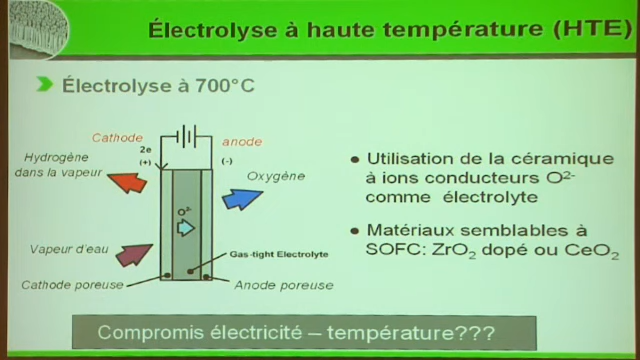 Électrolyse à haute température (HTE)
Électrolyse à 700°C
Cathode
anode
2e
(+)
(-)
Hydrogène
dans la vapeur
Oxygène
O²⁻
Vapeur d'eau
Gas-tight Electrolyte
Cathode poreuse
Anode poreuse
● Utilisation de la céramique
à ions conducteurs O²⁻
comme électrolyte
● Matériaux semblables à
SOFC: ZrO₂ dopé ou CeO₂
Compromis électricité – température???